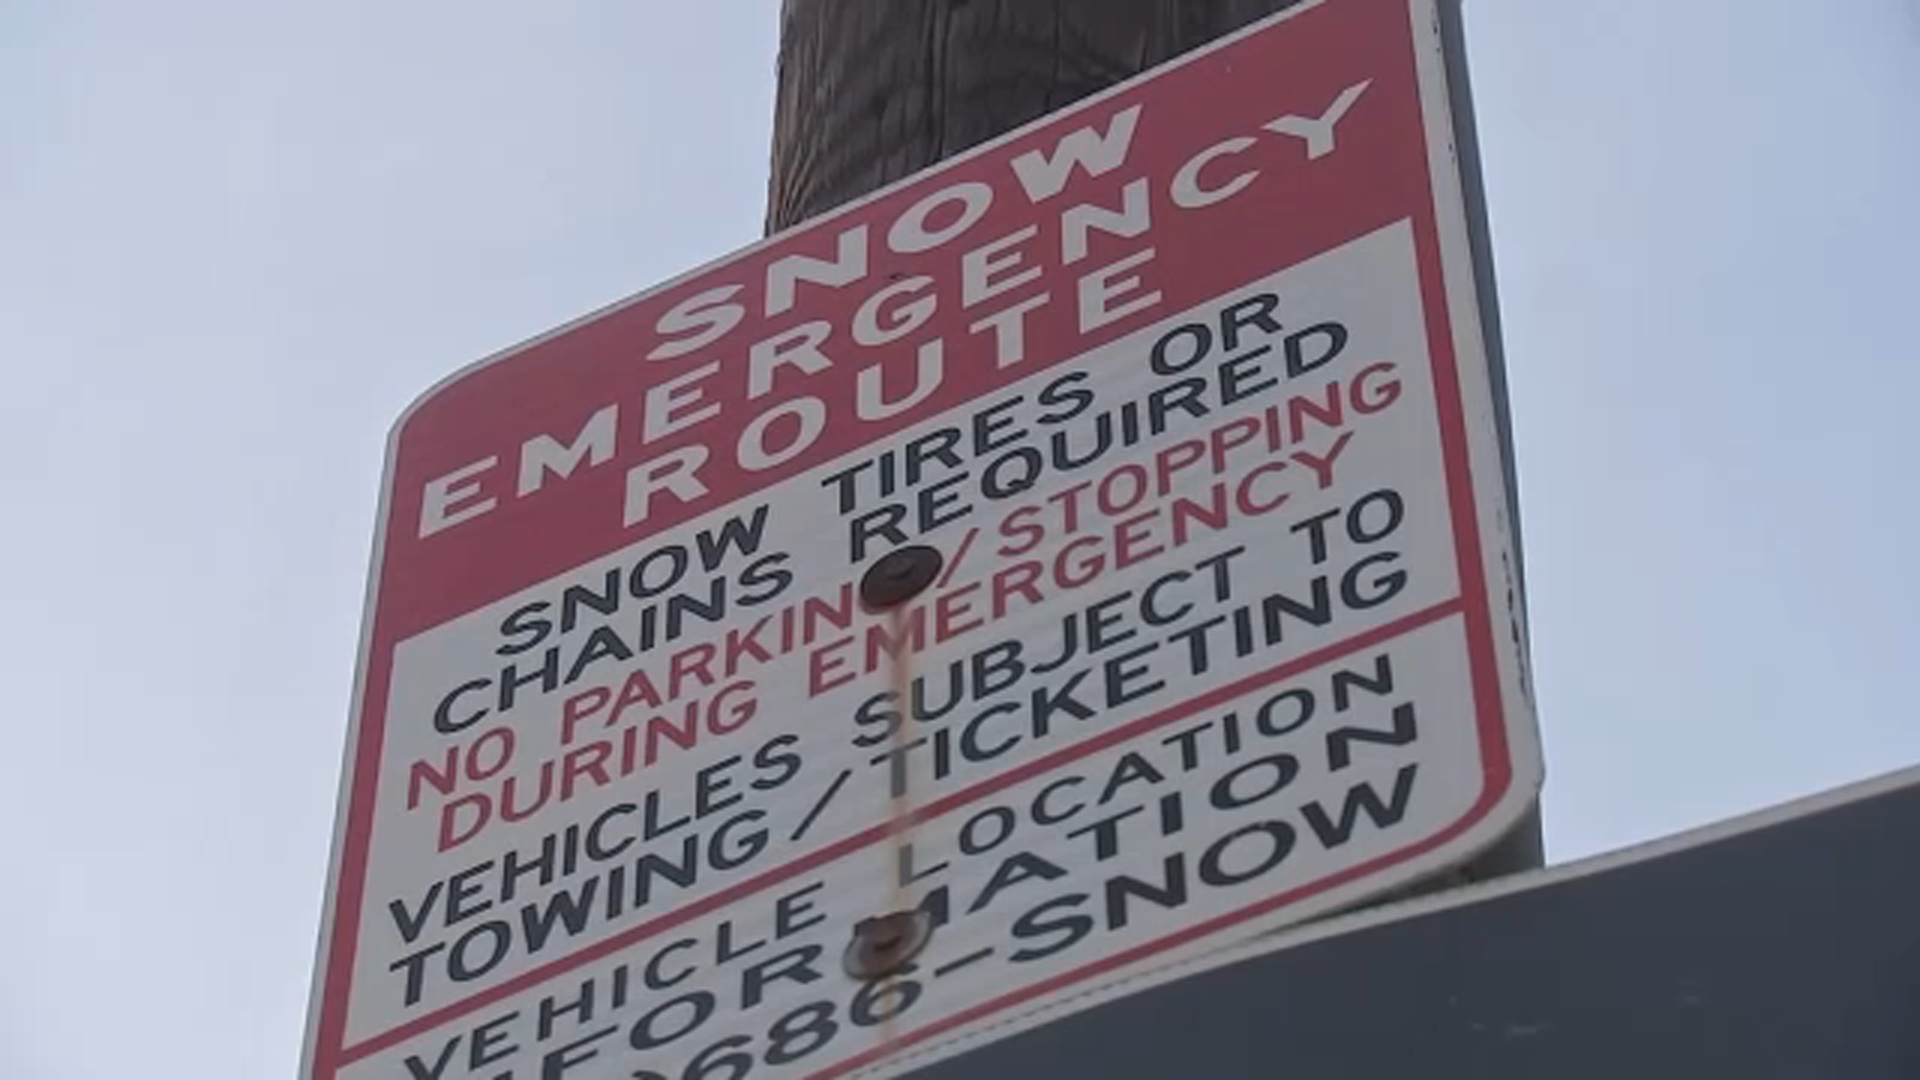 SNOW
EMERGENCY
ROUTE
SNOW TIRES OR
CHAINS REQUIRED
NO PARKING/STOPPING
DURING EMERGENCY
VEHICLES SUBJECT TO
TOWING/TICKETING
VEHICLE LOCATION
INFORMATION
686-SNOW